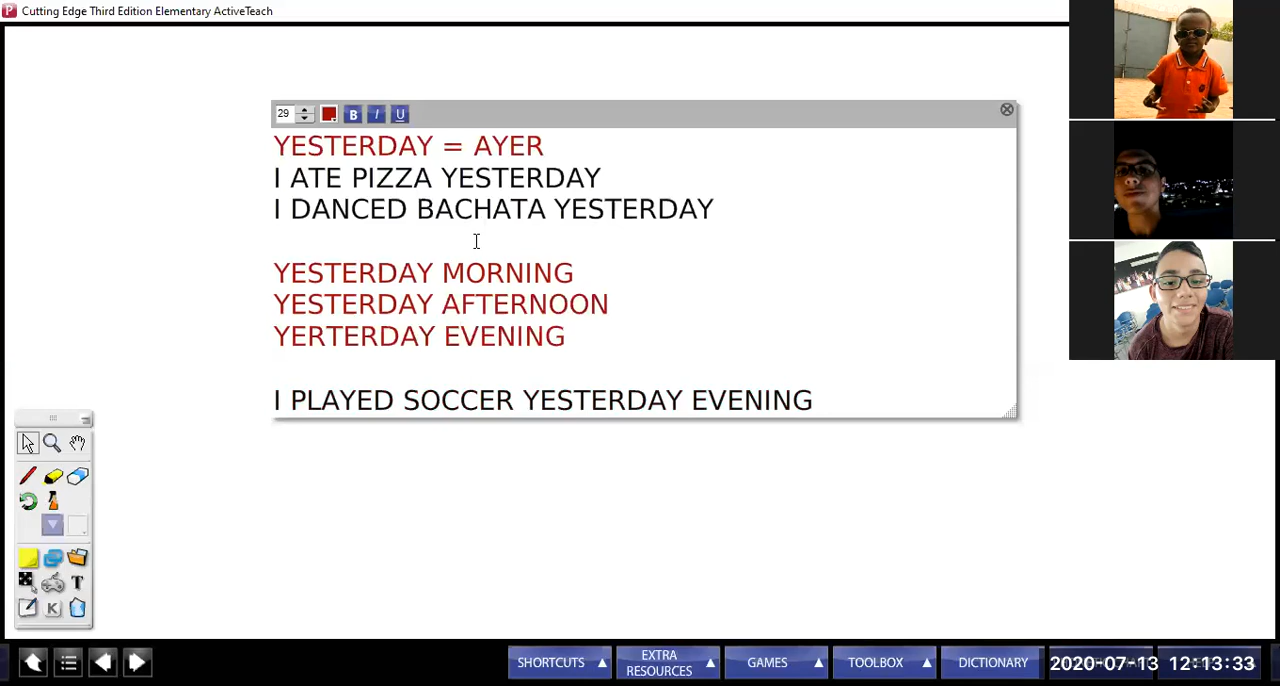 Cutting Edge Third Edition Elementary ActiveTeach
29
B I U
YESTERDAY = AYER
I ATE PIZZA YESTERDAY
I DANCED BACHATA YESTERDAY
YESTERDAY MORNING
YESTERDAY AFTERNOON
YERTERDAY EVENING
I PLAYED SOCCER YESTERDAY EVENING
T
K
SHORTCUTS
EXTRA
RESOURCES
GAMES
TOOLBOX
DICTIONARY
2020-07-13 12:13:33